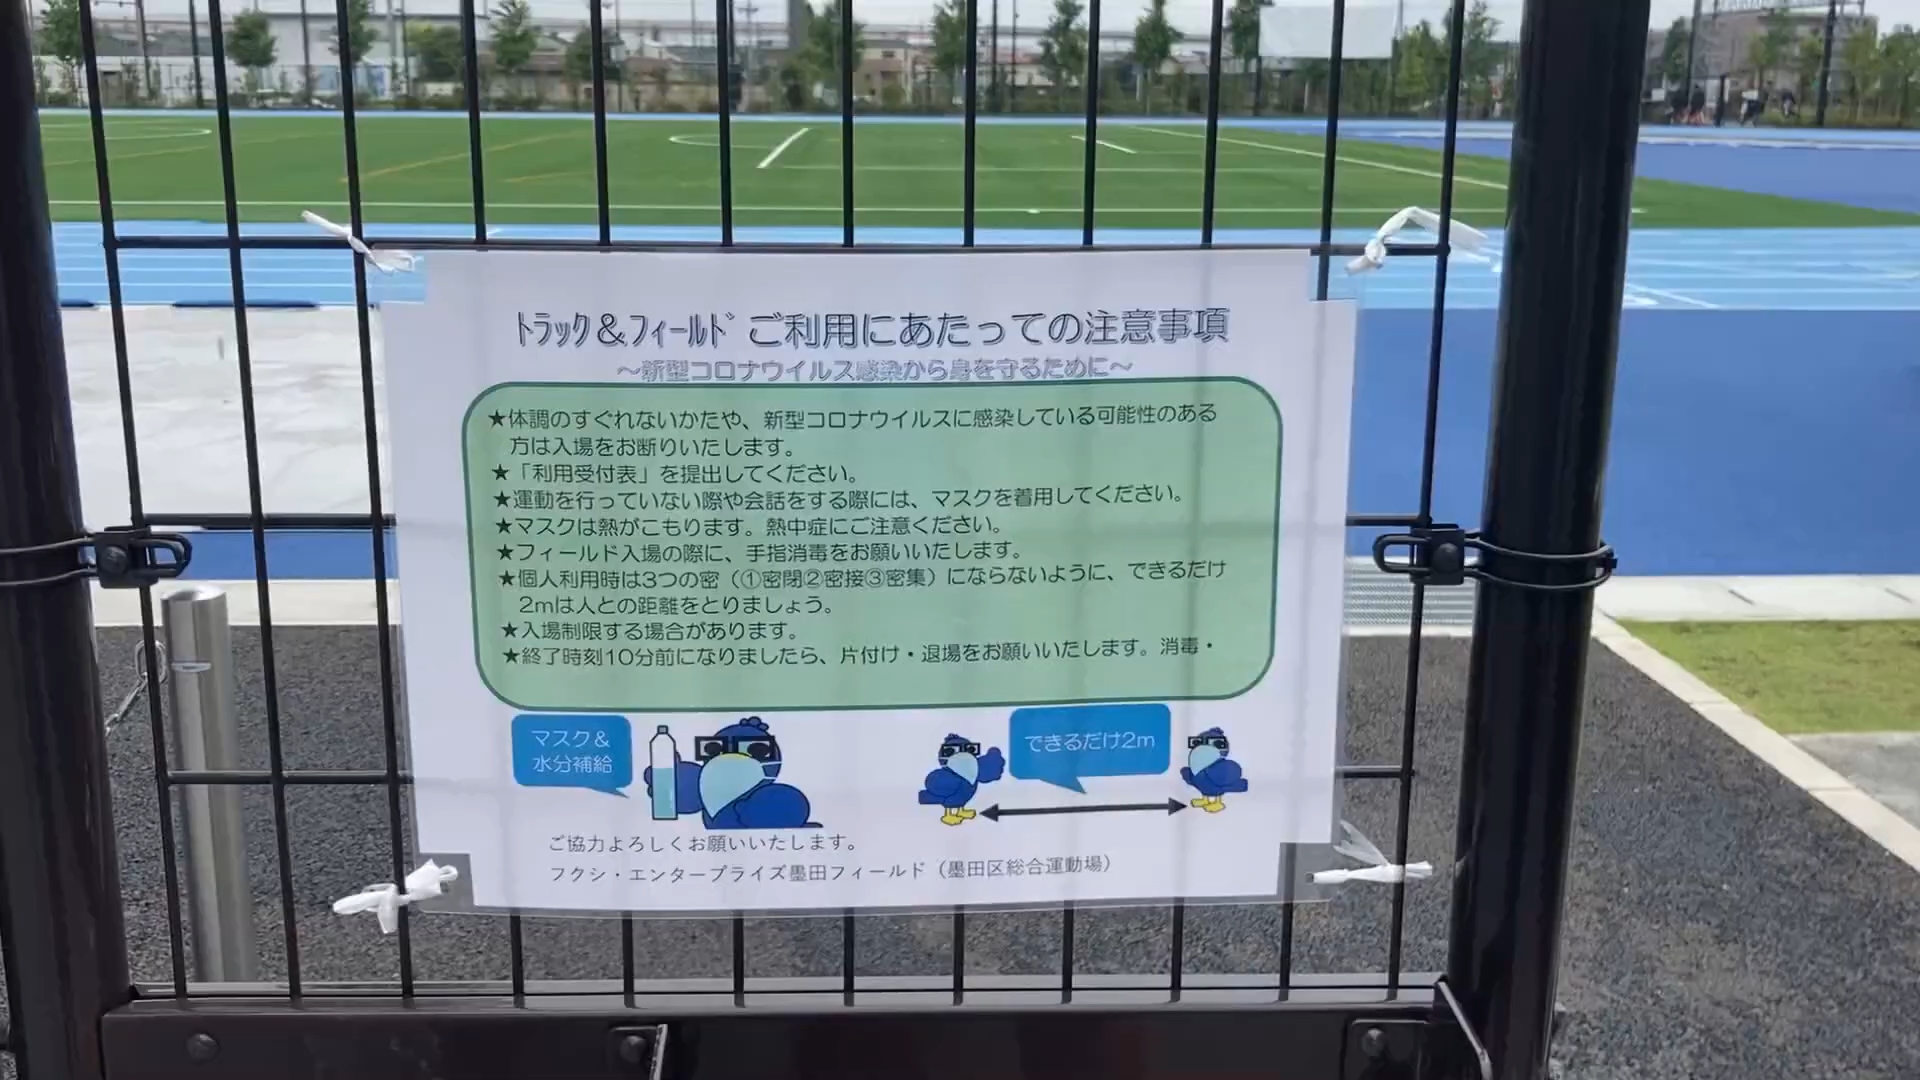 ﾄﾗｯｸ＆ﾌｨｰﾙﾄﾞご利用にあたっての注意事項
～新型コロナウイルス感染から身を守るために～
★体調のすぐれないかたや、新型コロナウイルスに感染している可能性のある
方は入場をお断りいたします。
★「利用受付表」を提出してください。
★運動を行っていない際や会話をする際には、マスクを着用してください。
★マスクは熱がこもります。熱中症にご注意ください。
★フィールド入場の際に、手指消毒をお願いいたします。
★個人利用時は3つの密（①密閉②密接③密集）にならないように、できるだけ
2mは人との距離をとりましょう。
★入場制限する場合があります。
★終了時刻10分前になりましたら、片付け・退場をお願いいたします。消毒・
マスク＆
水分補給
できるだけ2m
ご協力よろしくお願いいたします。
フクシ・エンタープライズ墨田フィールド（墨田区総合運動場）